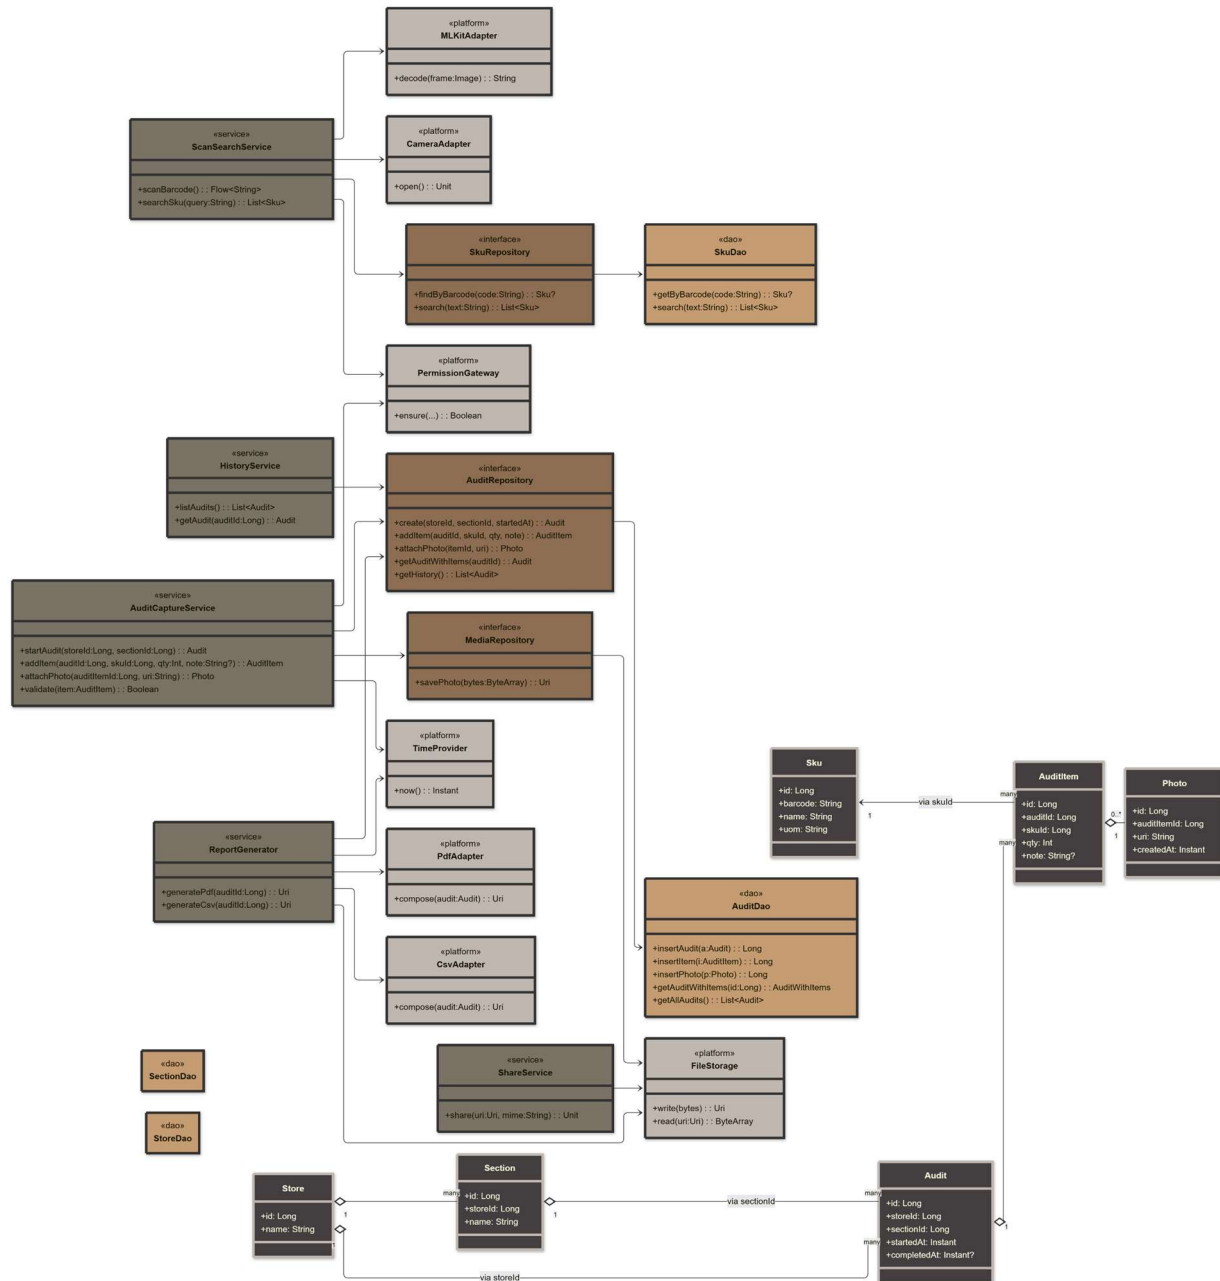 «platform»
MLKitAdapter
+decode(frame:Image) : : String
«service»
ScanSearchService
+scanBarcode() : : Flow<String>
+searchSku(query:String) : : List<Sku>
«platform»
CameraAdapter
+open() : : Unit
«interface»
SkuRepository
+findByBarcode(code:String) : : Sku?
+search(text:String) : : List<Sku>
«dao»
SkuDao
+getByBarcode(code:String) : : Sku?
+search(text:String) : : List<Sku>
«platform»
PermissionGateway
+ensure(...) : : Boolean
«service»
HistoryService
+listAudits() : : List<Audit>
+getAudit(auditId:Long) : : Audit
«interface»
AuditRepository
+create(storeId, sectionId, startedAt) : : Audit
+addItem(auditId, skuId, qty, note) : : AuditItem
+attachPhoto(itemId, uri) : : Photo
+getAuditWithItems(auditId) : : Audit
+getHistory() : : List<Audit>
«service»
AuditCaptureService
+startAudit(storeId:Long, sectionId:Long) : : Audit
+addItem(auditId:Long, skuId:Long, qty:Int, note:String?) : : AuditItem
+attachPhoto(auditItemId:Long, uri:String) : : Photo
+validate(item:AuditItem) : : Boolean
«interface»
MediaRepository
+savePhoto(bytes:ByteArray) : : Uri
«platform»
TimeProvider
+now() : : Instant
Sku
+id: Long
+barcode: String
+name: String
+uom: String
1
via skuId
many
AuditItem
+id: Long
+auditId: Long
+skuId: Long
+qty: Int
+note: String?
many
0..*
1
Photo
+id: Long
+auditItemId: Long
+uri: String
+createdAt: Instant
«service»
ReportGenerator
+generatePdf(auditId:Long) : : Uri
+generateCsv(auditId:Long) : : Uri
«platform»
PdfAdapter
+compose(audit:Audit) : : Uri
«dao»
AuditDao
+insertAudit(a:Audit) : : Long
+insertItem(i:AuditItem) : : Long
+insertPhoto(p:Photo) : : Long
+getAuditWithItems(id:Long) : : AuditWithItems
+getAllAudits() : : List<Audit>
«platform»
CsvAdapter
+compose(audit:Audit) : : Uri
«dao»
SectionDao
«service»
ShareService
+share(uri:Uri, mime:String) : : Unit
«platform»
FileStorage
+write(bytes) : : Uri
+read(uri:Uri) : : ByteArray
«dao»
StoreDao
Store
+id: Long
+name: String
1
1
many
Section
+id: Long
+storeId: Long
+name: String
1
via sectionId
many
many
via storeId
Audit
+id: Long
+storeId: Long
+sectionId: Long
+startedAt: Instant
+completedAt: Instant?
1